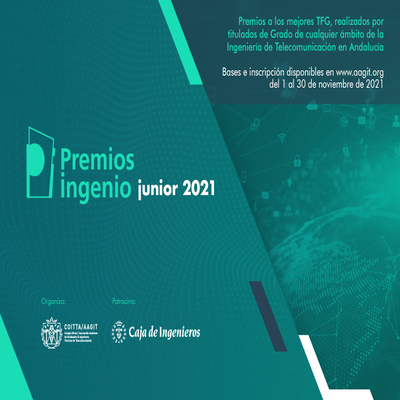 Premios a los mejores TFG, realizados por
titulados de Grado de cualquier ámbito de la
Ingeniería de Telecomunicación en Andalucía
Bases e inscripción disponibles en www.aagit.org
del 1 al 30 de noviembre de 2021
Premios
ingenio junior 2021
Organiza:
Patrocina:
COITTA/AAGIT
Caja de Ingenieros